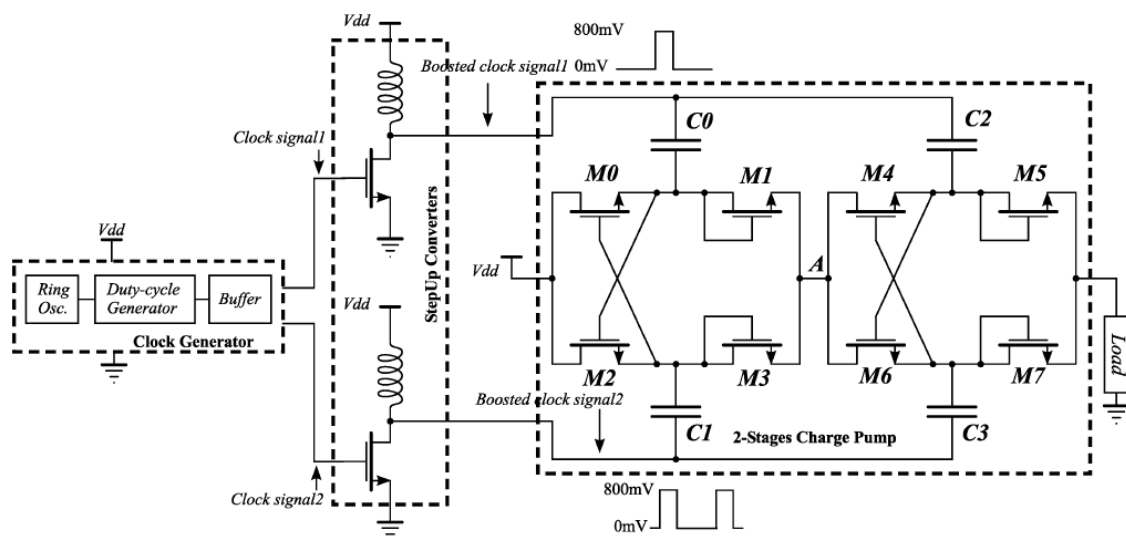 Vdd
800mV
0mV
Boosted clock signal1
Clock signal1
C0
C2
M0
M1
M4
M5
StepUp Converters
Vdd
Ring
Osc.
Duty-cycle
Generator
Buffer
Clock Generator
Vdd
Vdd
A
M2
M3
M6
M7
Load
Boosted clock signal2
C1
C3
2-Stages Charge Pump
Clock signal2
800mV
0mV